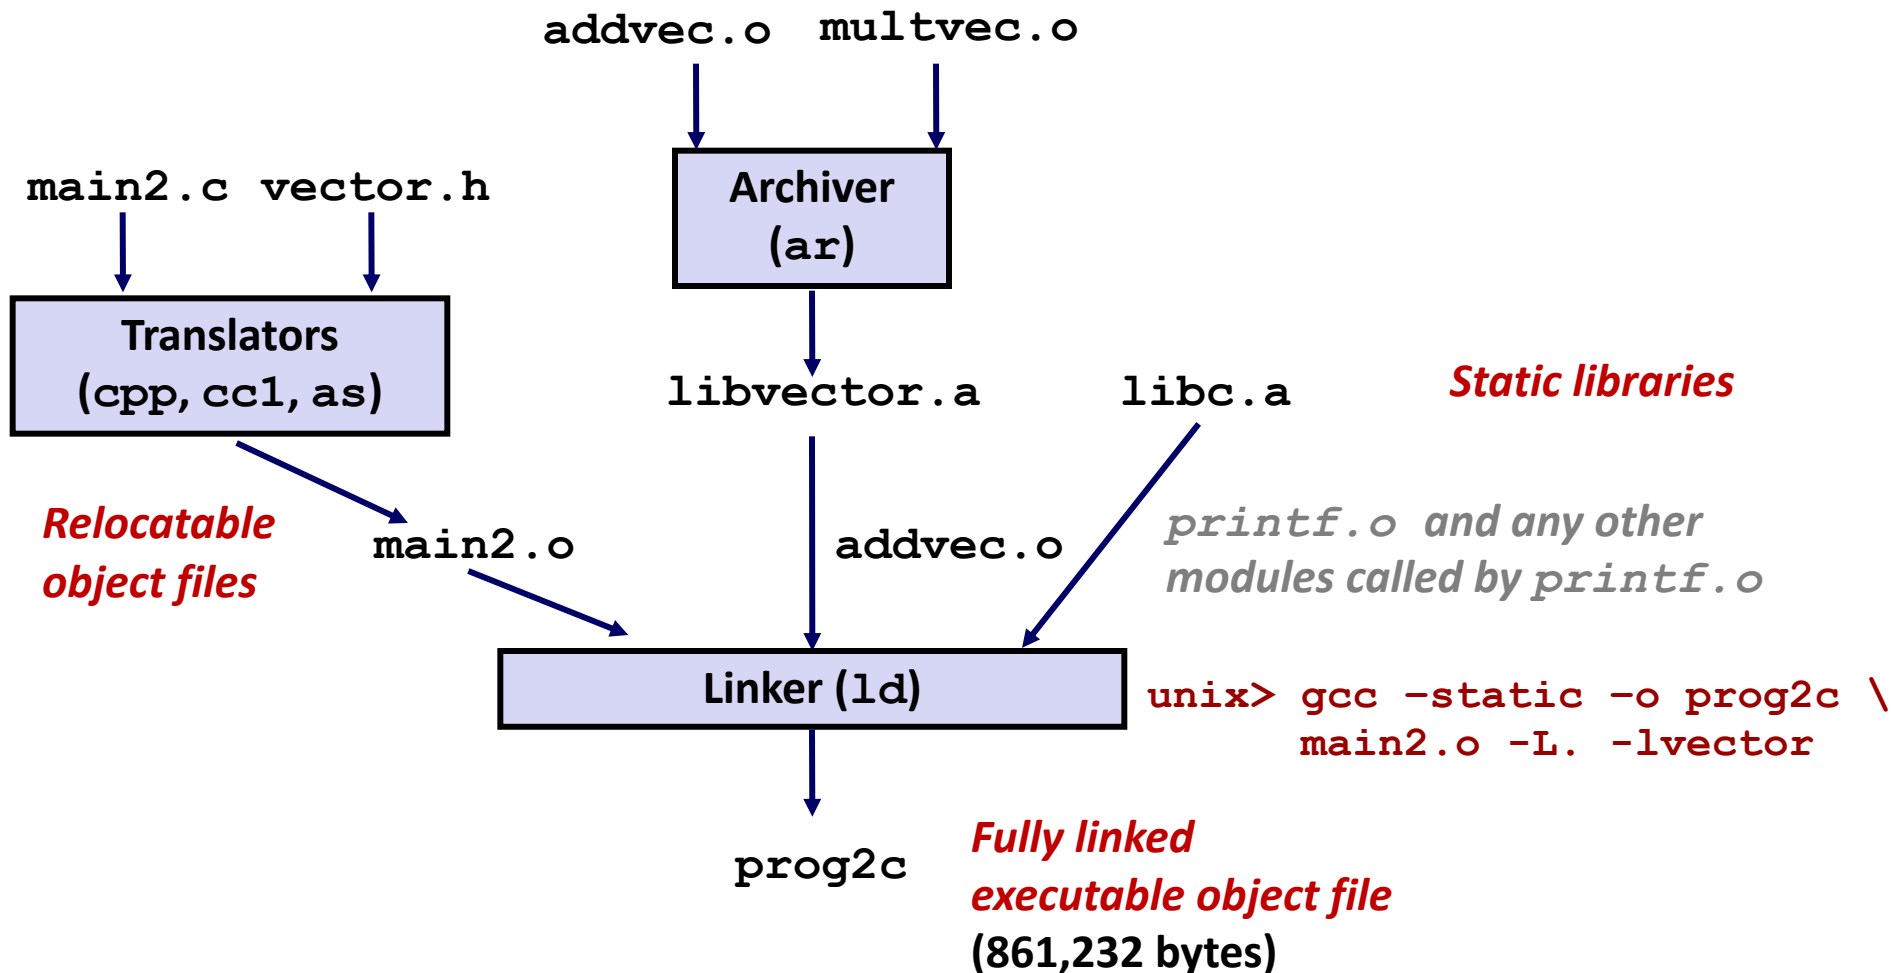 addvec.o multvec.o
main2.c vector.h
Archiver
(ar)
Translators
(cpp, cc1, as)
libvector.a
libc.a
Static libraries
Relocatable
object files
main2.o
addvec.o
printf.o and any other
modules called by printf.o
Linker (ld)
unix> gcc –static –o prog2c \
main2.o -L. -lvector
prog2c
Fully linked
executable object file
(861,232 bytes)